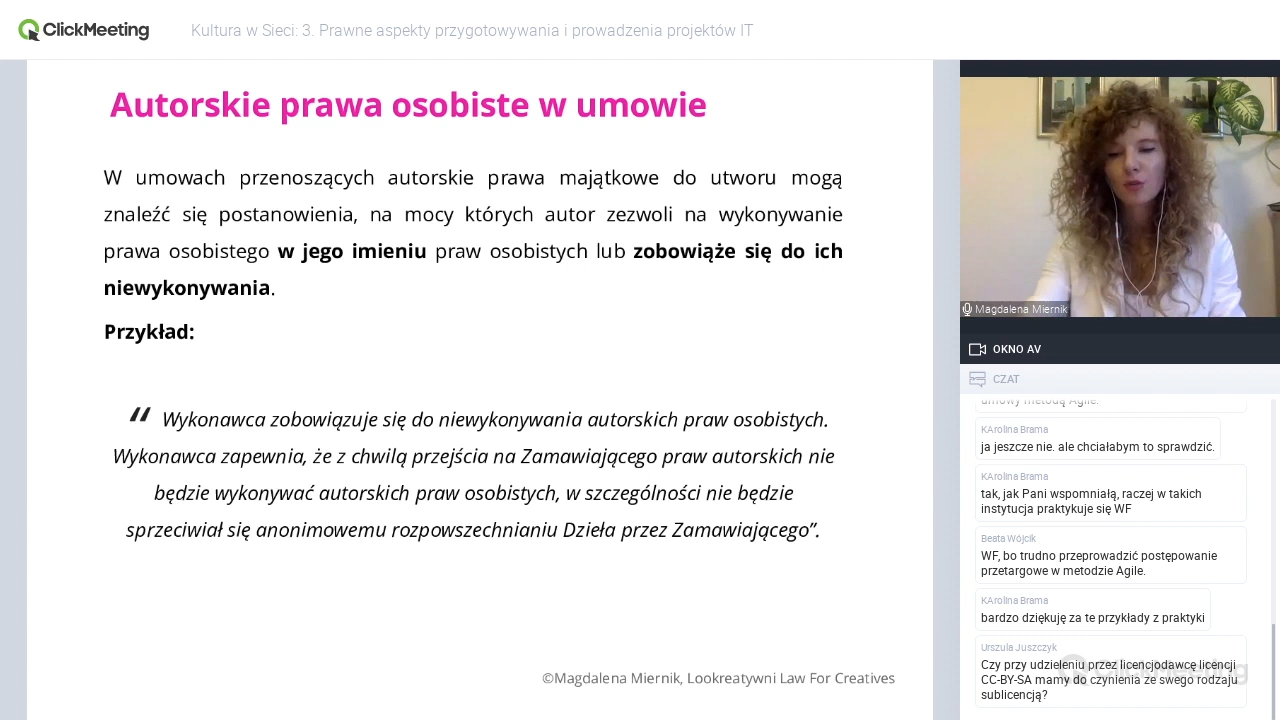 ClickMeeting
Kultura w Sieci: 3. Prawne aspekty przygotowywania i prowadzenia projektów IT
Autorskie prawa osobiste w umowie
W umowach przenoszących autorskie prawa majątkowe do utworu mogą
znaleźć się postanowienia, na mocy których autor zezwoli na wykonywanie
prawa osobistego w jego imieniu praw osobistych lub zobowiąże się do ich
niewykonywania.
Przykład:
“ Wykonawca zobowiązuje się do niewykonywania autorskich praw osobistych.
Wykonawca zapewnia, że z chwilą przejścia na Zamawiającego praw autorskich nie
będzie wykonywać autorskich praw osobistych, w szczególności nie będzie
sprzeciwiał się anonimowemu rozpowszechnianiu Dzieła przez Zamawiającego”.
©Magdalena Miernik, Lookreatywni Law For Creatives
Magdalena Miernik
OKNO AV
CZAT
umowy metodą Agile.
KArolina Brama
ja jeszcze nie. ale chciałabym to sprawdzić.
KArolina Brama
tak, jak Pani wspomniałą, raczej w takich
instytucja praktykuje się WF
Beata Wójcik
WF, bo trudno przeprowadzić postępowanie
przetargowe w metodzie Agile.
KArolina Brama
bardzo dziękuję za te przykłady z praktyki
Urszula Juszczyk
Czy przy udzieleniu przez licencjodawcę licencji
CC-BY-SA mamy do czynienia ze swego rodzaju
sublicencją?
ClickMeeting